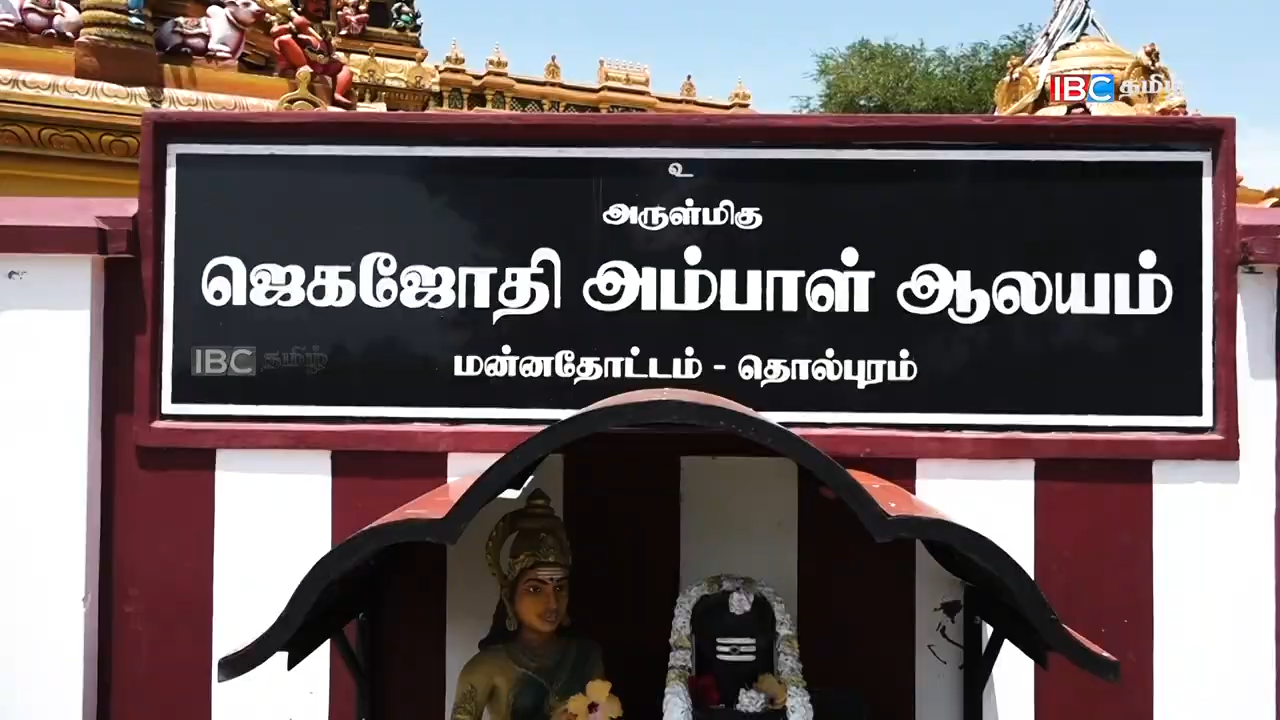 IBC தமிழ்
உ
அருள்மிகு
ஜெகஜோதி அம்பாள் ஆலயம்
மன்னதோட்டம் - தொல்புரம்
IBC தமிழ்